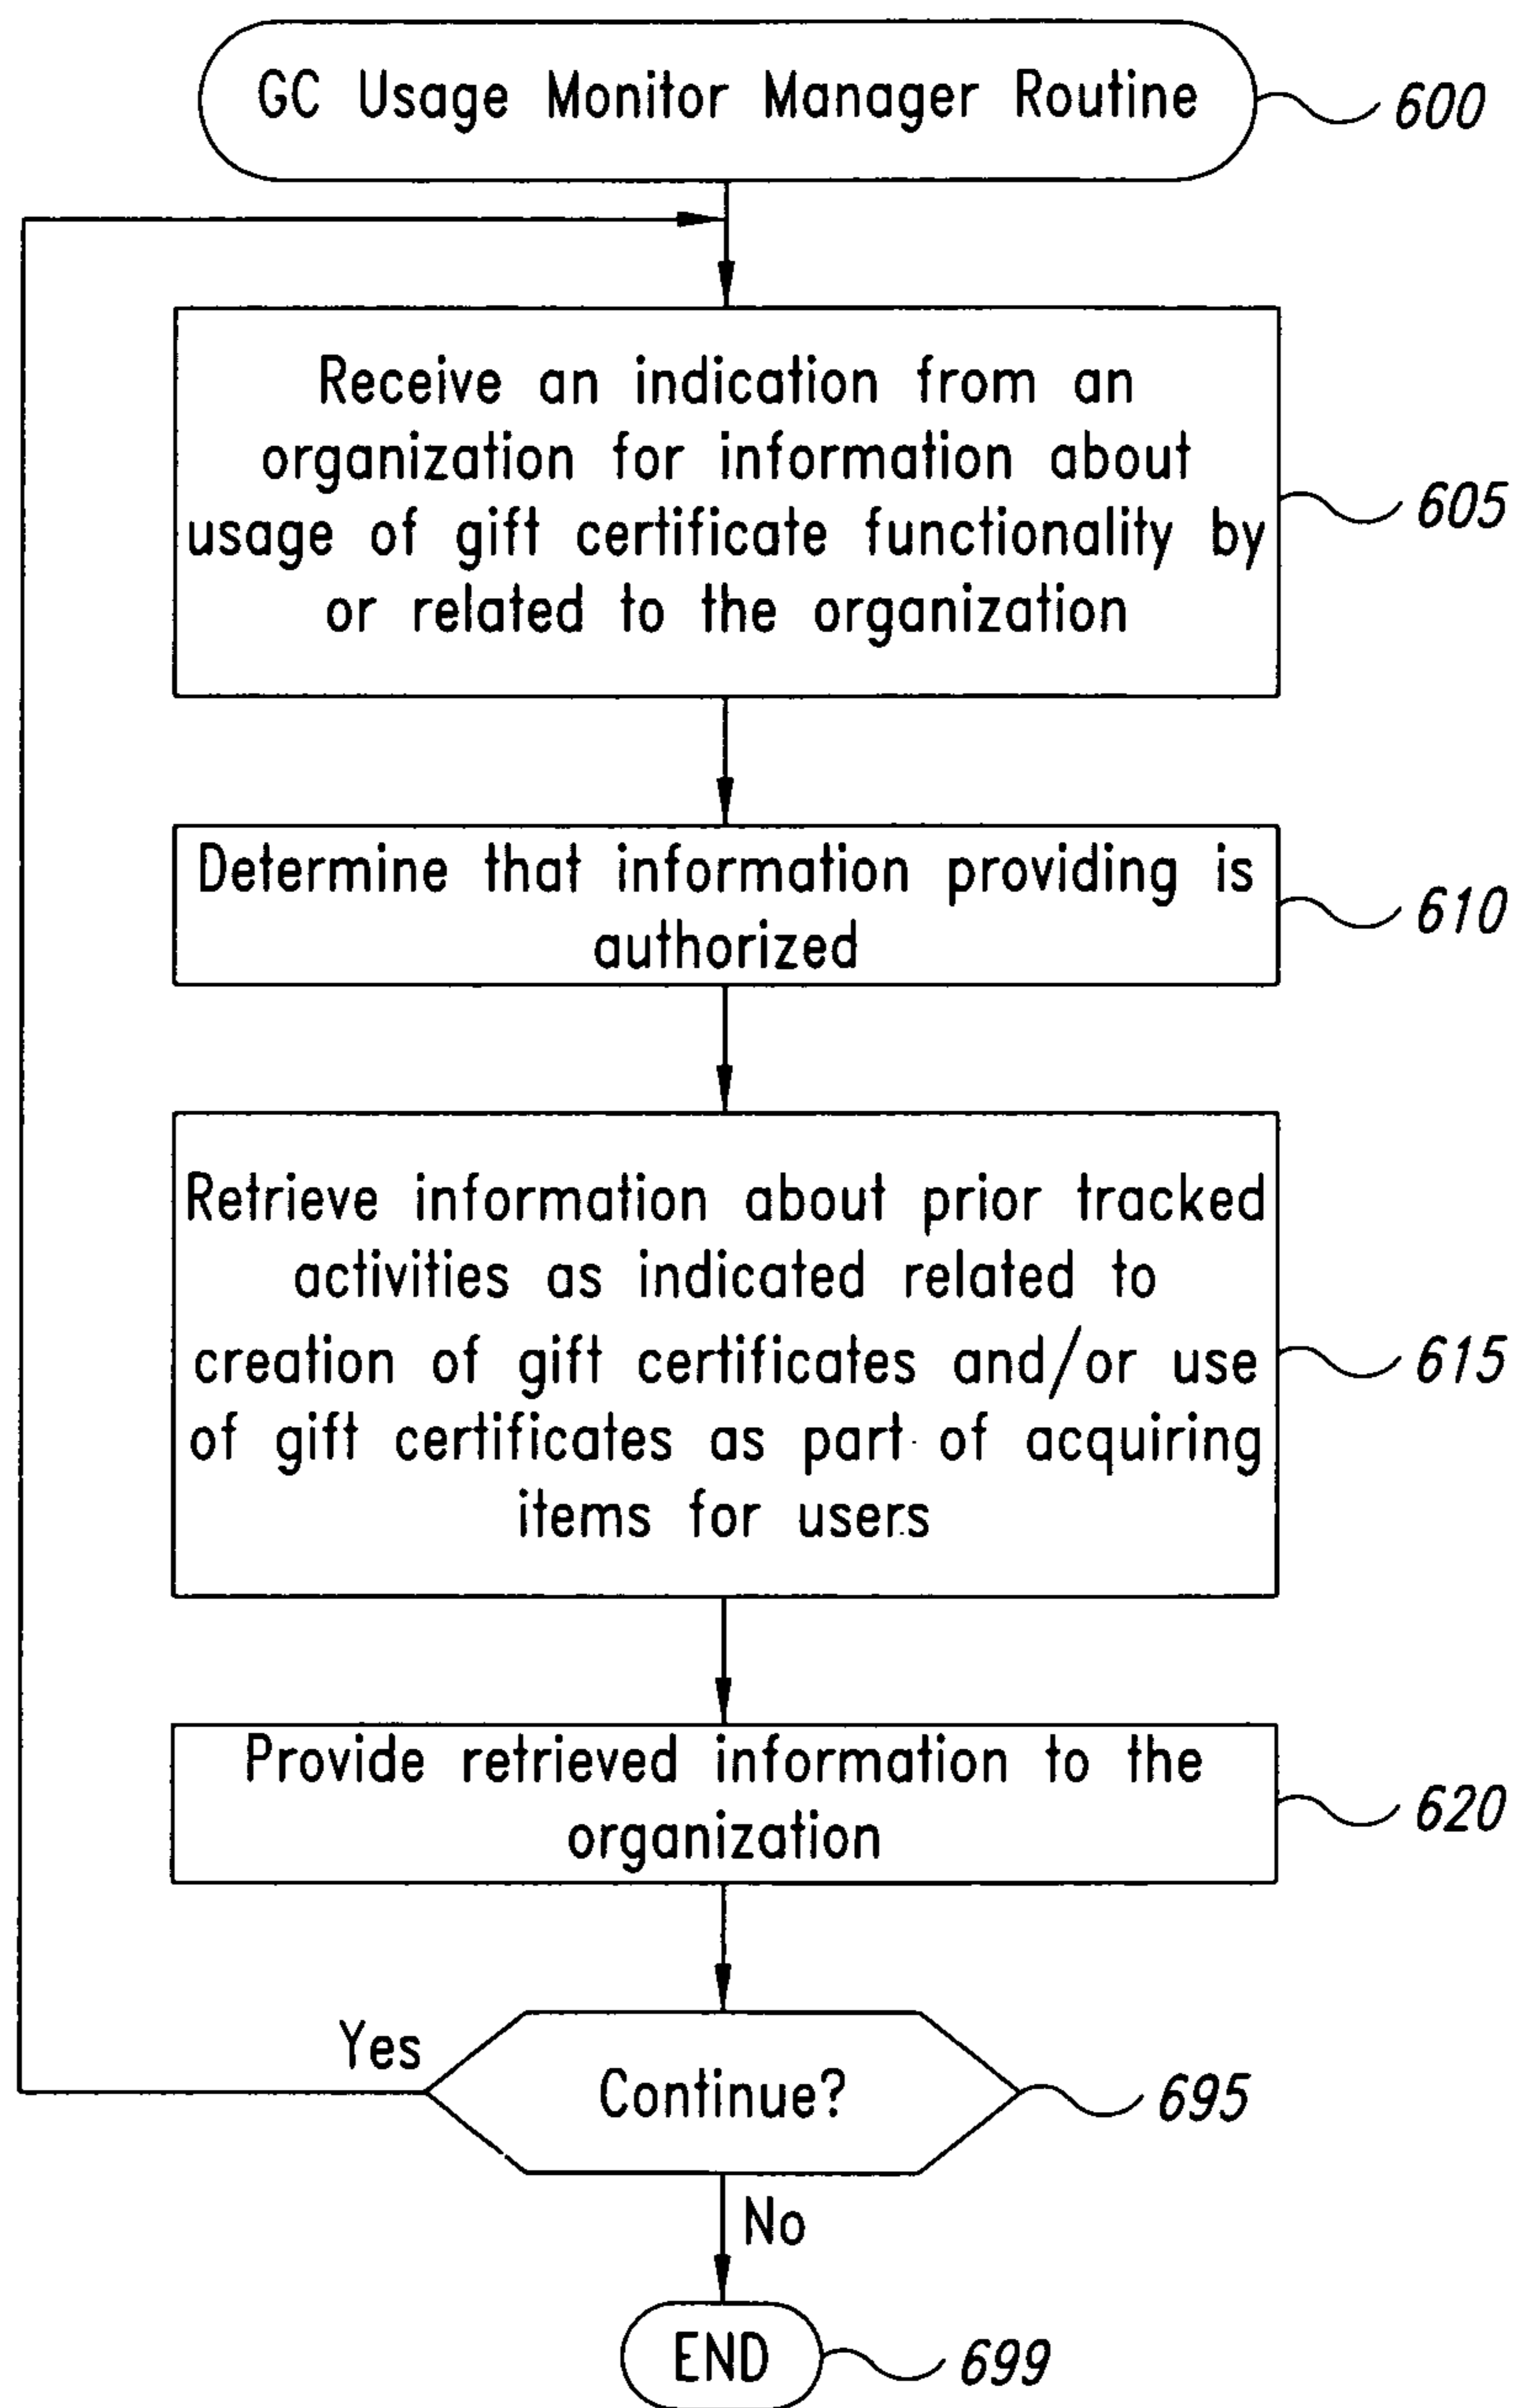 GC Usage Monitor Manager Routine
600
Receive an indication from an
organization for information about
usage of gift certificate functionality by
or related to the organization
605
Determine that information providing is
authorized
610
Retrieve information about prior tracked
activities as indicated related to
creation of gift certificates and/or use
of gift certificates as part of acquiring
items for users
615
Provide retrieved information to the
organization
620
Yes
Continue?
695
No
END
699